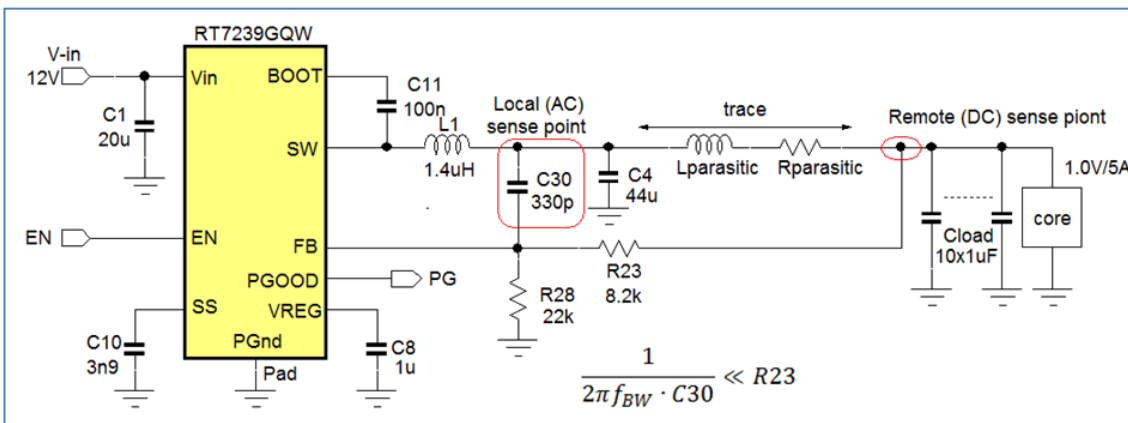 RT7239GQW
V-in
12V
Vin
BOOT
C1
20u
C11
100n
SW
L1
1.4uH
Local (AC)
sense point
C30
330p
trace
Lparasitic
Rparasitic
C4
44u
Remote (DC) sense piont
1.0V/5A
core
Cload
10x1uF
EN
EN
FB
R23
8.2k
PGOOD
PG
R28
22k
SS
VREG
C10
3n9
PGnd
Pad
C8
1u
1 / (2πf_BW · C30) ≪ R23